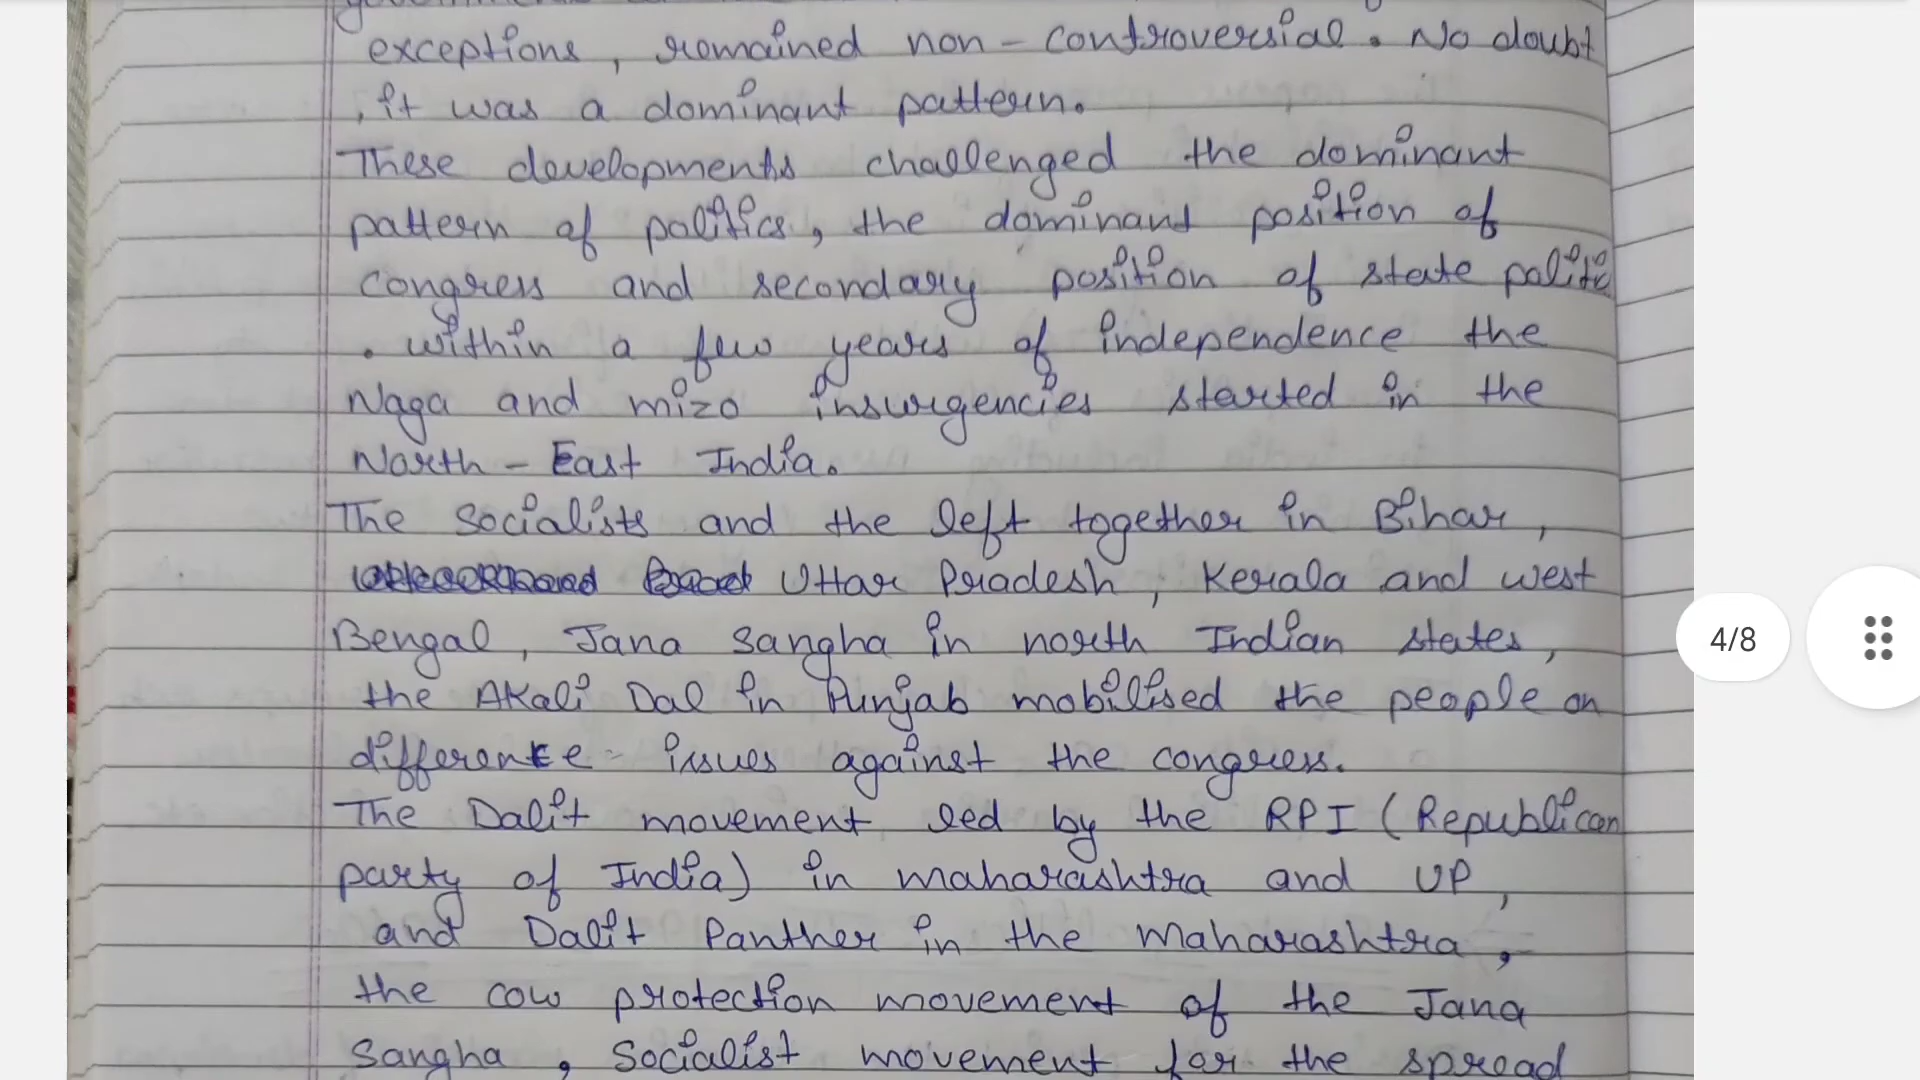 exceptions, remained non-controversial. No doubt
, it was a dominant pattern.
These developments challenged the dominant
pattern of politics, the dominant position of
congress and secondary position of state politic
. within a few years of independence the
Naga and mizo insurgencies started in the
North-East India.
The Socialists and the left together in Bihar,
Uttar Pradesh, Kerala and west
Bengal, Jana Sangha in north Indian states,
the Akali Dal in Punjab mobilised the people on
4/8
differente issues against the congress.
The Dalit movement led by the RPI (Republican
party of India) in maharashtra and UP,
and Dalit Panther in the Maharashtra,
the cow protection movement of the Jana
Sangha, Socialist movement for the spread